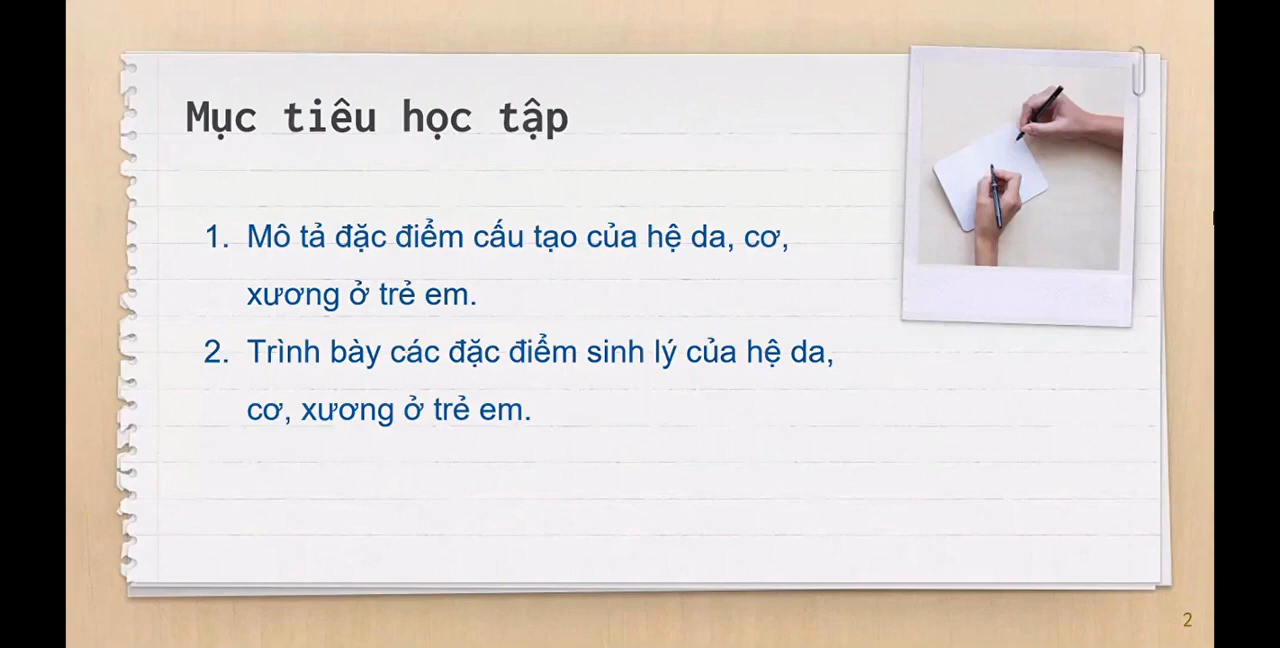 Mục tiêu học tập
1. Mô tả đặc điểm cấu tạo của hệ da, cơ,
xương ở trẻ em.
2. Trình bày các đặc điểm sinh lý của hệ da,
cơ, xương ở trẻ em.
2